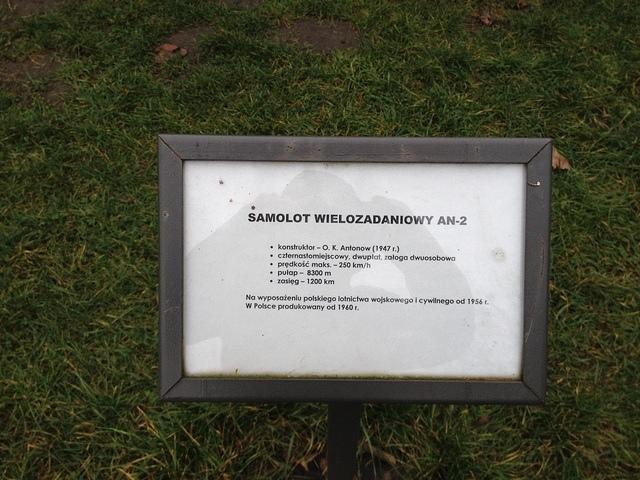 SAMOLOT WIELOZADANIOWY AN-2
• konstruktor – O. K. Antonow (1947 r.)
• czternastomiejscowy, dwupłat, załoga dwuosobowa
• prędkość maks. – 250 km/h
• pułap – 8300 m
• zasięg – 1200 km
Na wyposażeniu polskiego lotnictwa wojskowego i cywilnego od 1956 r.
W Polsce produkowany od 1960 r.